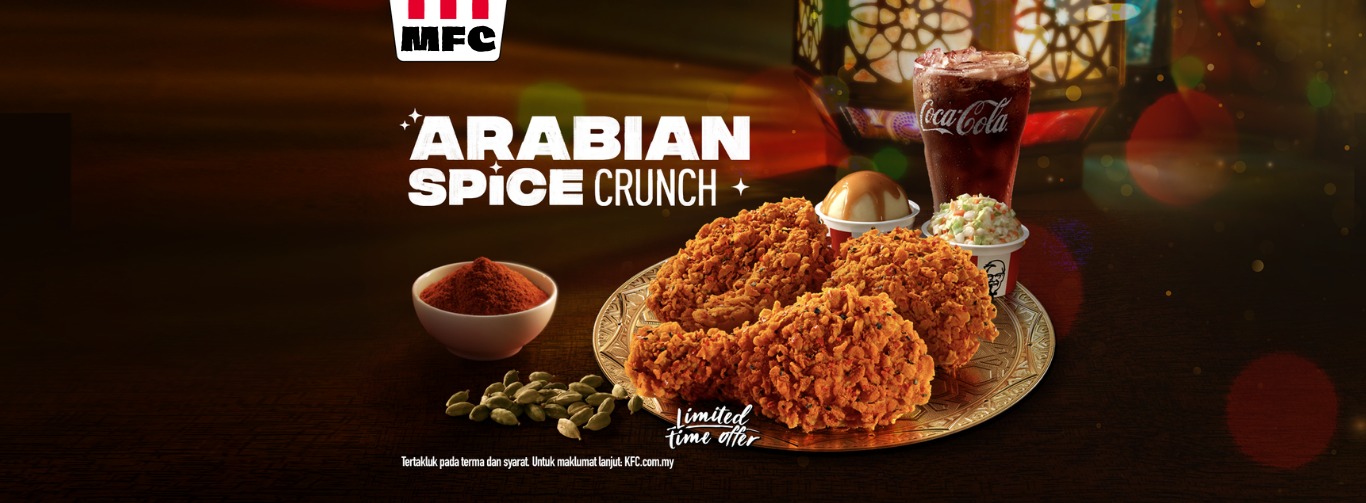 MFC
ARABIAN
SPiCE CRUNCH
Coca-Cola
Limited
time offer
Tertakluk pada terma dan syarat. Untuk maklumat lanjut: KFC.com.my